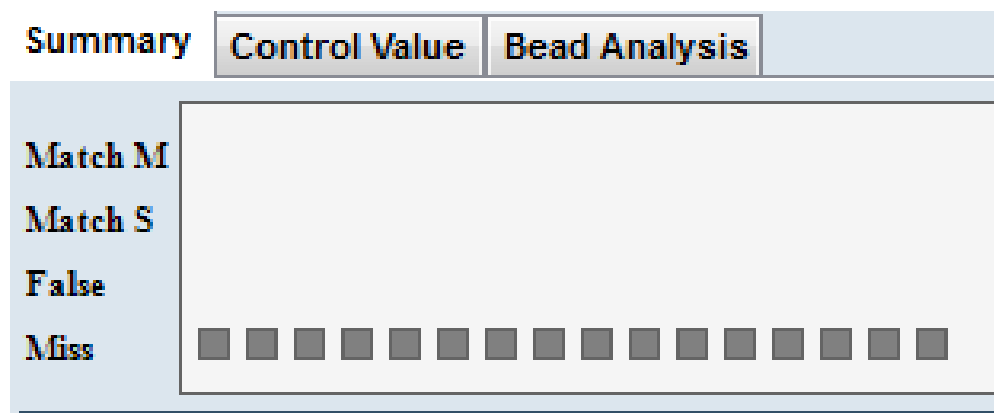 Summary Control Value Bead Analysis
Match M
Match S
False
Miss